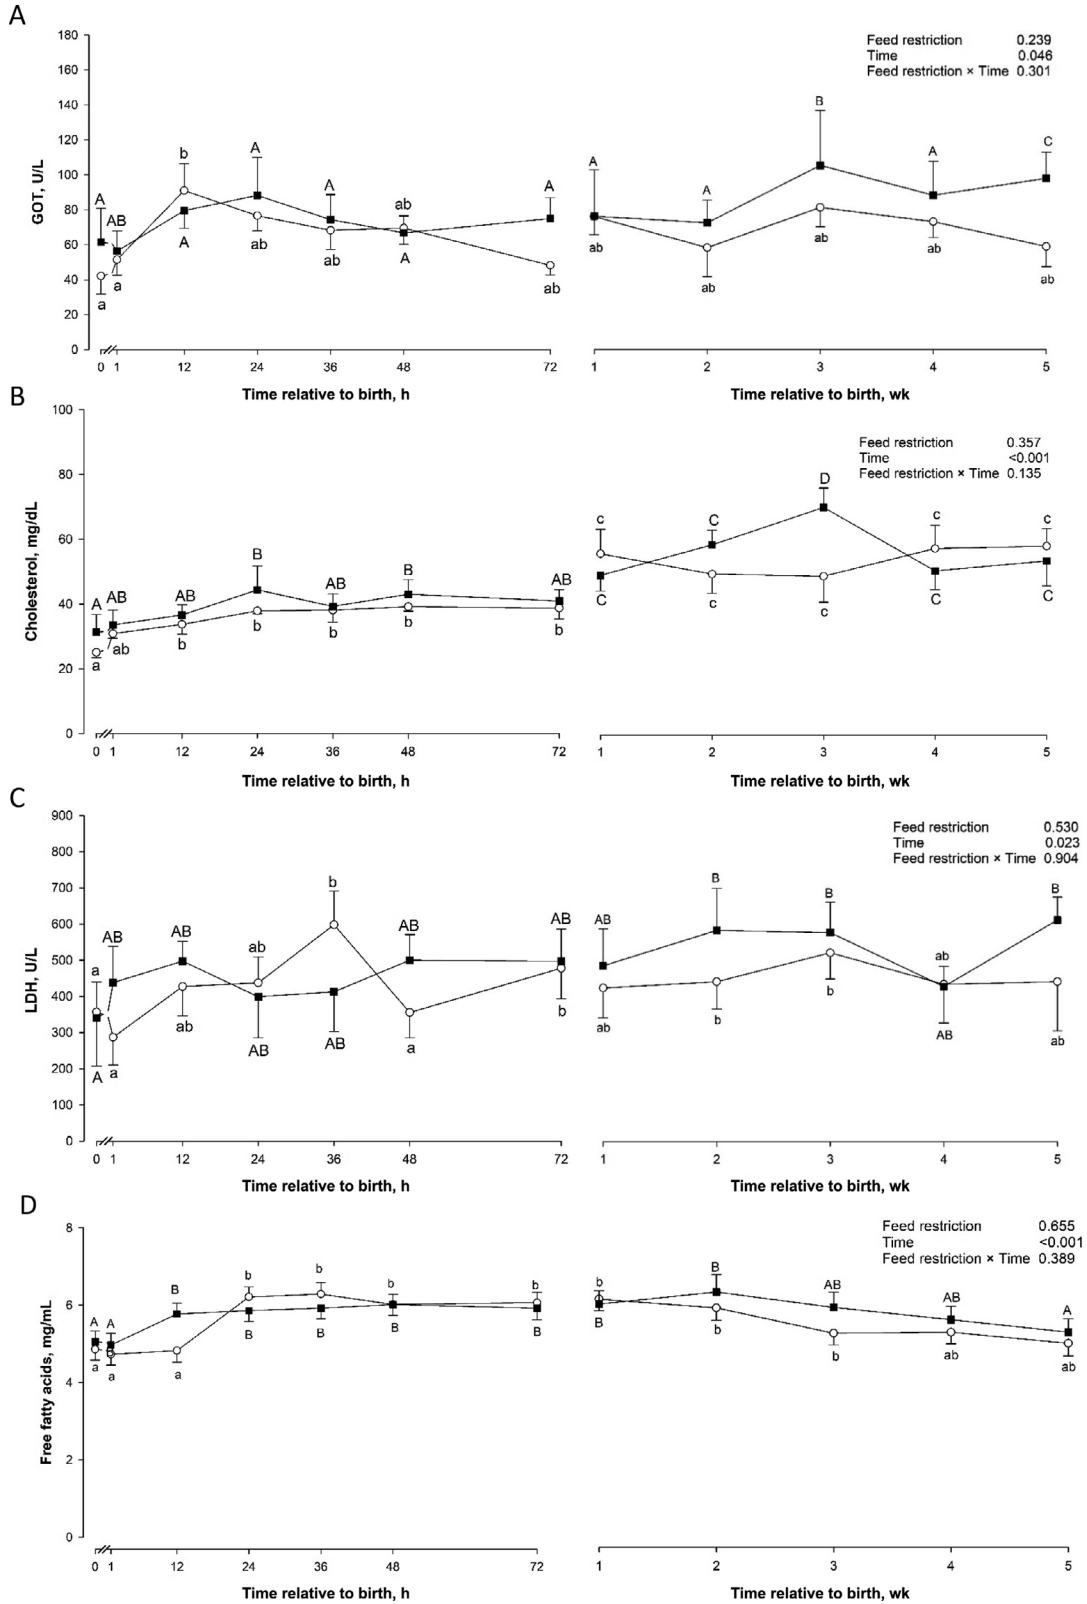 A
GOT, U/L
180
160
140
120
100
80
60
40
20
0
Feed restriction 0.239
Time 0.046
Feed restriction × Time 0.301
A AB b A A ab A
a a A ab ab A ab
A A B A C
ab ab ab ab ab
0 1 12 24 36 48 72
1 2 3 4 5
Time relative to birth, h
Time relative to birth, wk
B
Cholesterol, mg/dL
100
80
60
40
20
0
Feed restriction 0.357
Time <0.001
Feed restriction × Time 0.135
A AB AB B AB B AB
a ab b b b b b
c C D c c
C c c C C
0 1 12 24 36 48 72
1 2 3 4 5
Time relative to birth, h
Time relative to birth, wk
C
LDH, U/L
900
800
700
600
500
400
300
200
100
0
Feed restriction 0.530
Time 0.023
Feed restriction × Time 0.904
a AB AB ab b AB AB
A a ab AB AB a b
AB B B ab B
ab b b AB ab
0 1 12 24 36 48 72
1 2 3 4 5
Time relative to birth, h
Time relative to birth, wk
D
Free fatty acids, mg/mL
8
6
4
2
0
Feed restriction 0.655
Time <0.001
Feed restriction × Time 0.389
A A B b b b b
a a a B B B B
b B AB AB A
B b b ab ab
0 1 12 24 36 48 72
1 2 3 4 5
Time relative to birth, h
Time relative to birth, wk